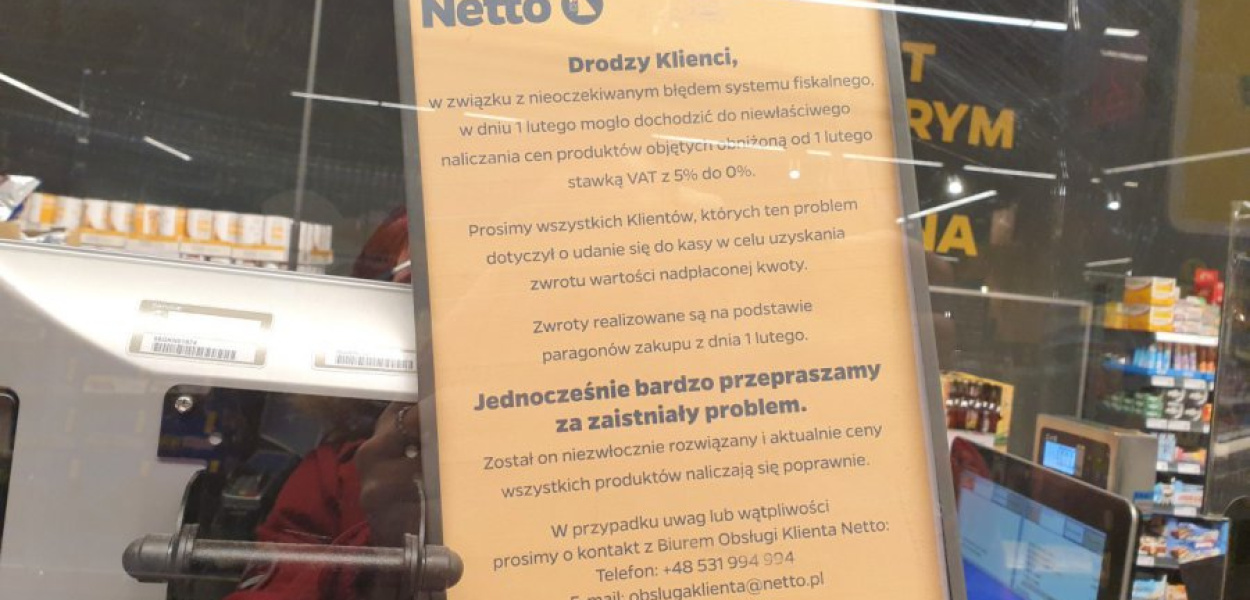 Netto
Drodzy Klienci,
w związku z nieoczekiwanym błędem systemu fiskalnego,
w dniu 1 lutego mogło dochodzić do niewłaściwego
naliczania cen produktów objętych obniżoną od 1 lutego
stawką VAT z 5% do 0%.
Prosimy wszystkich Klientów, których ten problem
dotyczył o udanie się do kasy w celu uzyskania
zwrotu wartości nadpłaconej kwoty.
Zwroty realizowane są na podstawie
paragonów zakupu z dnia 1 lutego.
Jednocześnie bardzo przepraszamy
za zaistniały problem.
Został on niezwłocznie rozwiązany i aktualnie ceny
wszystkich produktów naliczają się poprawnie.
W przypadku uwag lub wątpliwości
prosimy o kontakt z Biurem Obsługi Klienta Netto:
Telefon: +48 531 994 994
E-mail: obslugaklienta@netto.pl
T
RYM
IA